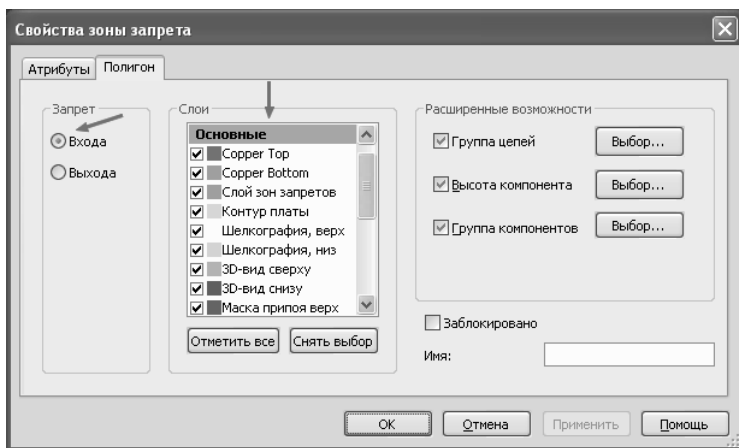 Свойства зоны запрета
Атрибуты
Полигон
Запрет
Входа
Выхода
Слои
Основные
Copper Top
Copper Bottom
Слой зон запретов
Контур платы
Шелкография, верх
Шелкография, низ
3D-вид сверху
3D-вид снизу
Маска припоя верх
Отметить все
Снять выбор
Расширенные возможности
Группа цепей
Выбор...
Высота компонента
Выбор...
Группа компонентов
Выбор...
Заблокировано
Имя:
OK
Отмена
Применить
Помощь